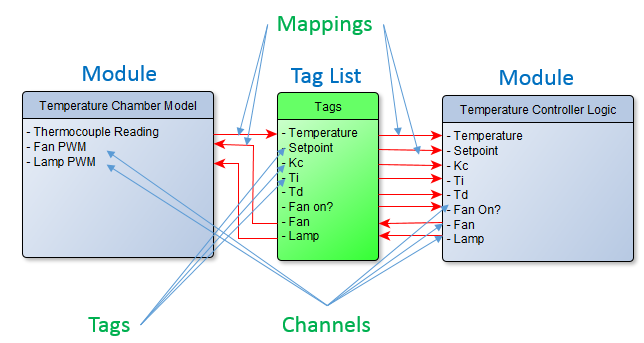 Mappings
Module
Tag List
Module
Temperature Chamber Model
- Thermocouple Reading
- Fan PWM
- Lamp PWM
Tags
- Temperature
- Setpoint
- Kc
- Ti
- Td
- Fan on?
- Fan
- Lamp
Temperature Controller Logic
- Temperature
- Setpoint
- Kc
- Ti
- Td
- Fan On?
- Fan
- Lamp
Tags
Channels